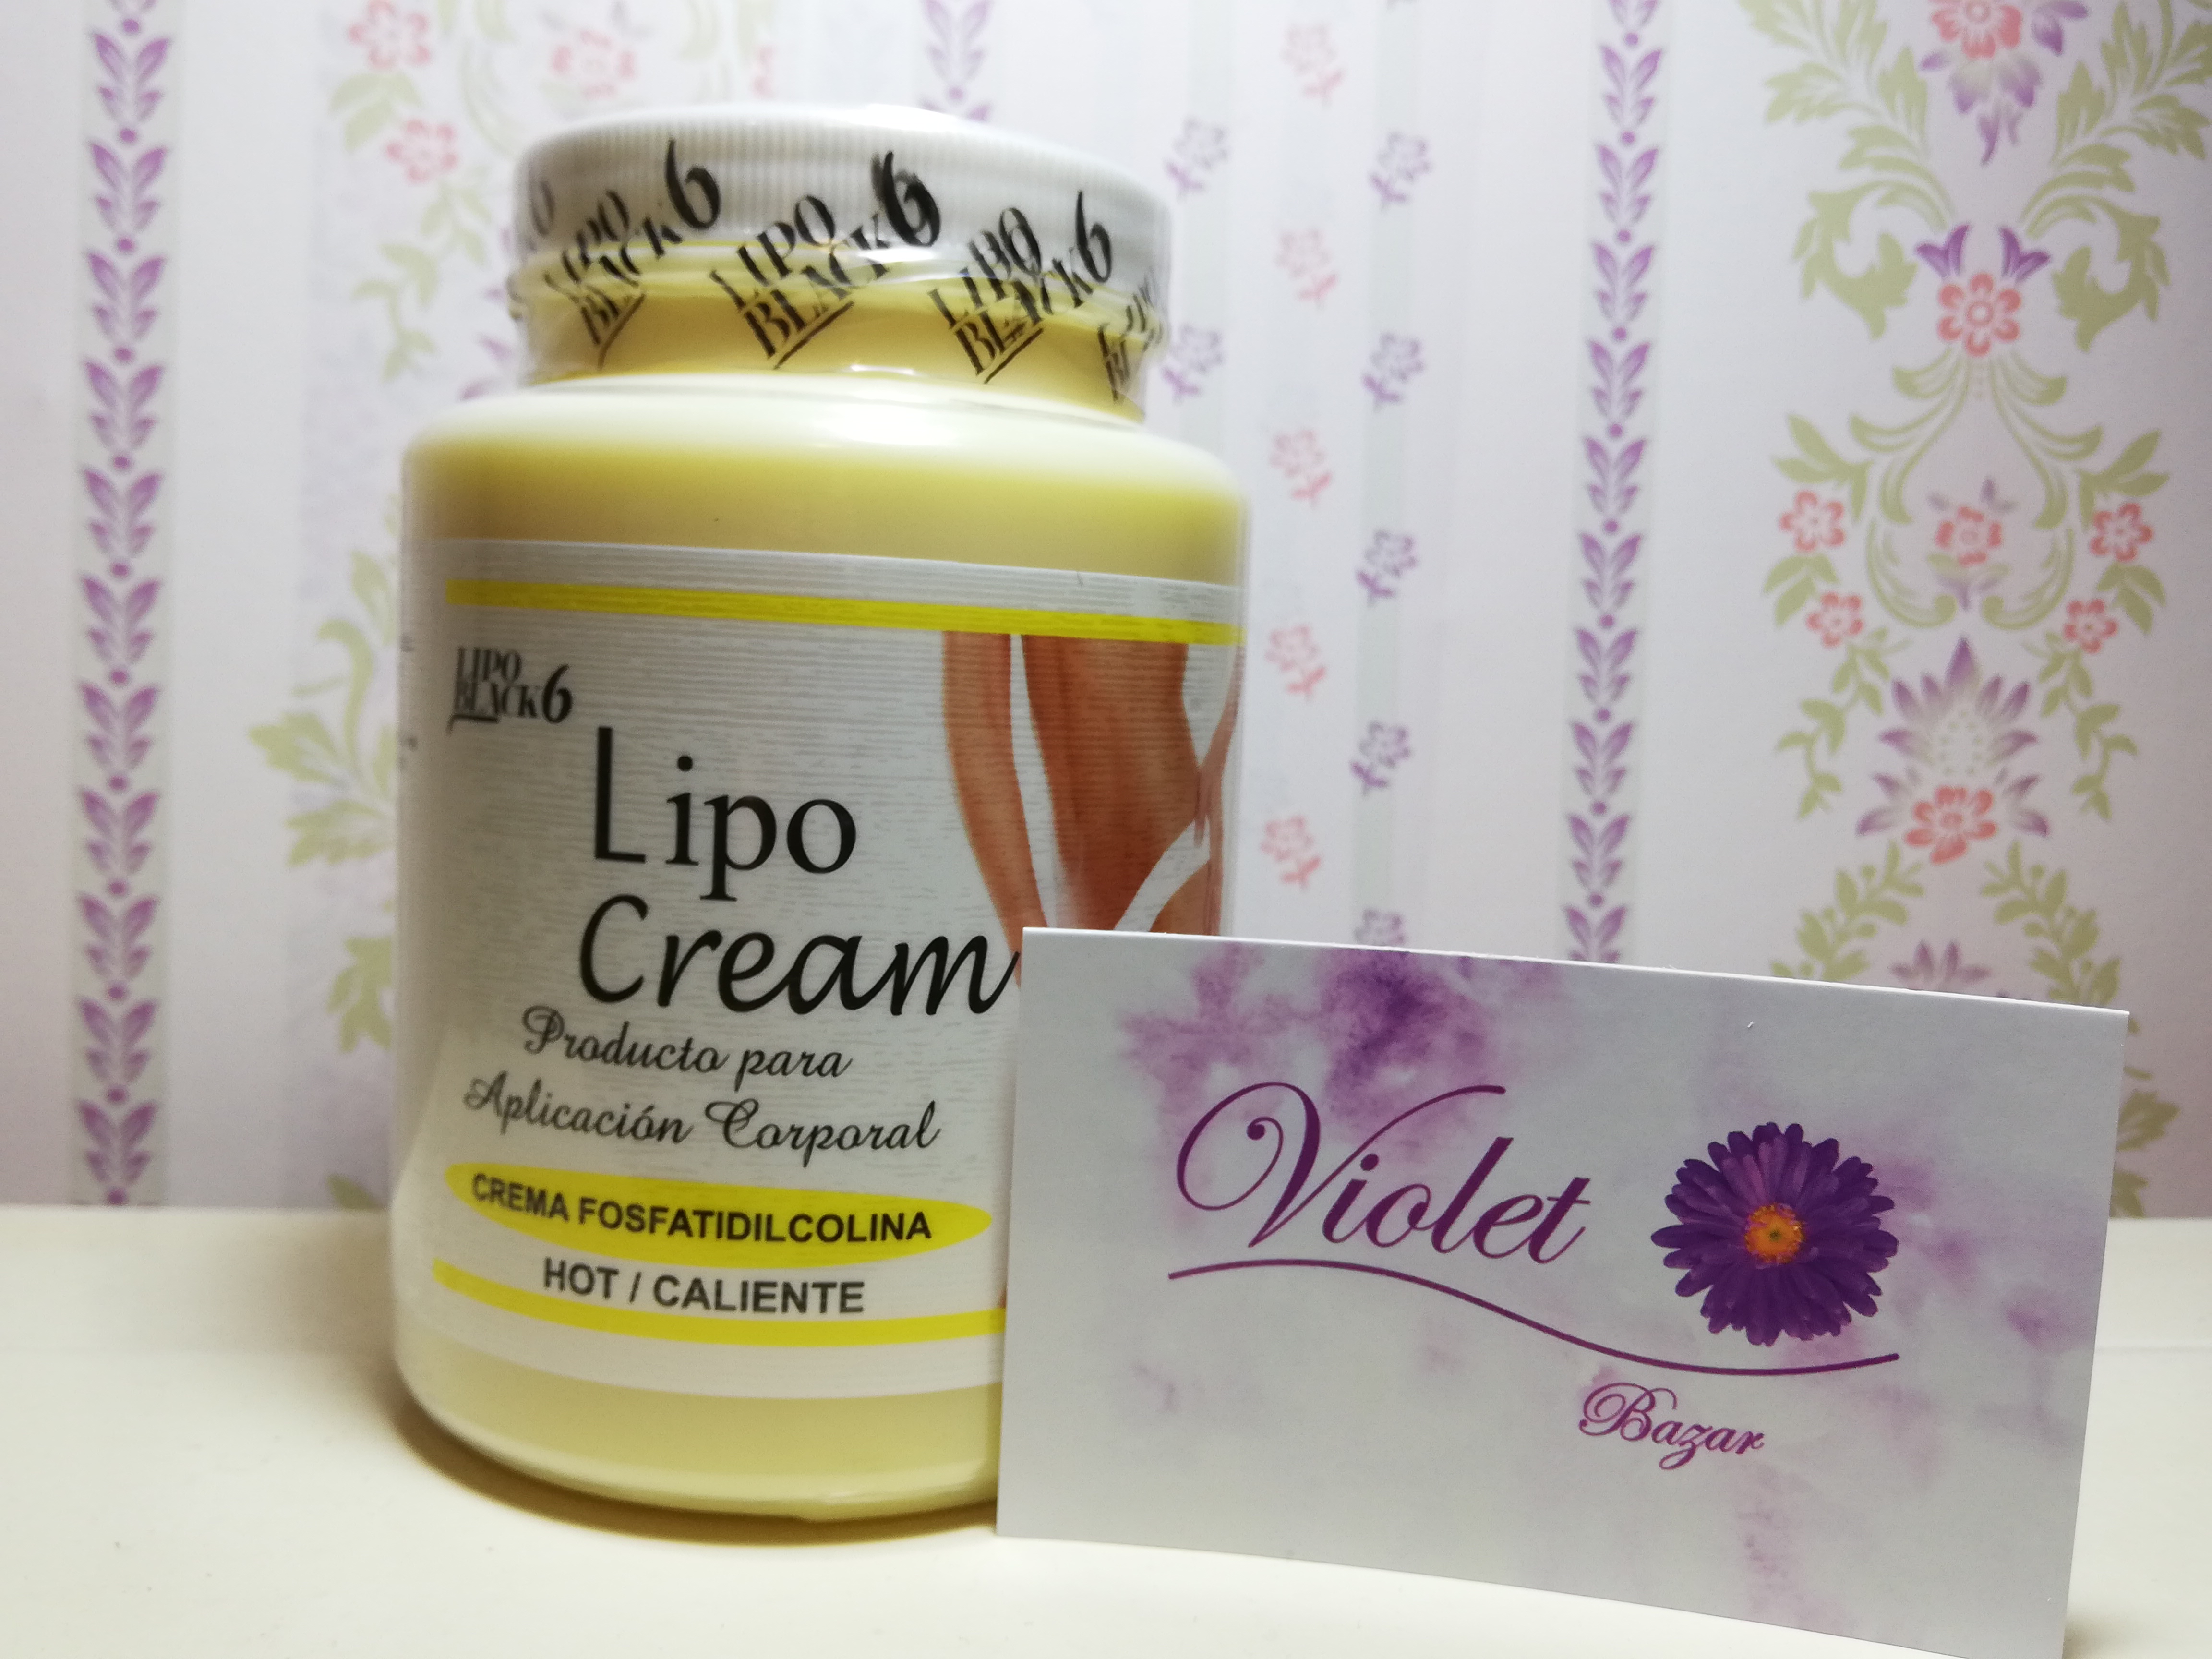 LIPO
BLACK6
LIPO
BLACK6
LIPO
BLACK6
LIPO
BLACK6
Lipo
Cream
Producto para
Aplicación Corporal
CREMA FOSFATIDILCOLINA
HOT / CALIENTE
Violet
Bazar